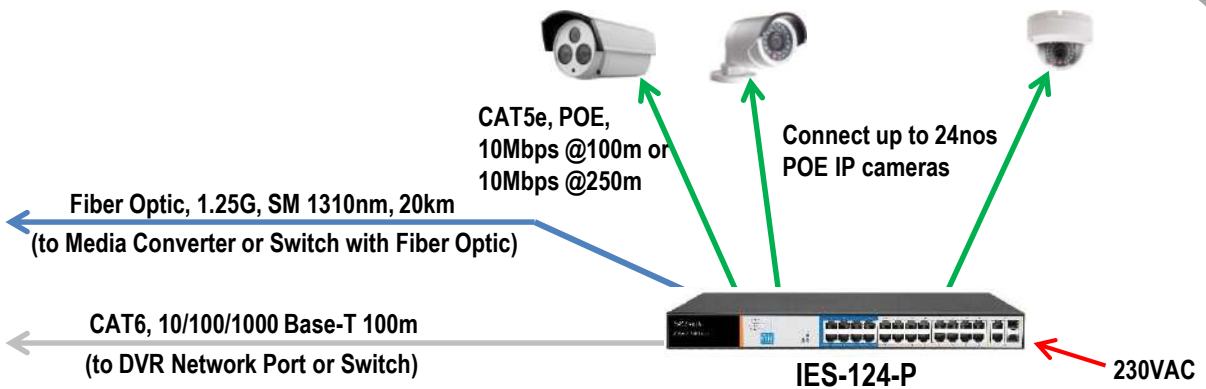 CAT5e, POE,
10Mbps @100m or
10Mbps @250m
Connect up to 24nos
POE IP cameras
Fiber Optic, 1.25G, SM 1310nm, 20km
(to Media Converter or Switch with Fiber Optic)
CAT6, 10/100/1000 Base-T 100m
(to DVR Network Port or Switch)
IES-124-P
230VAC